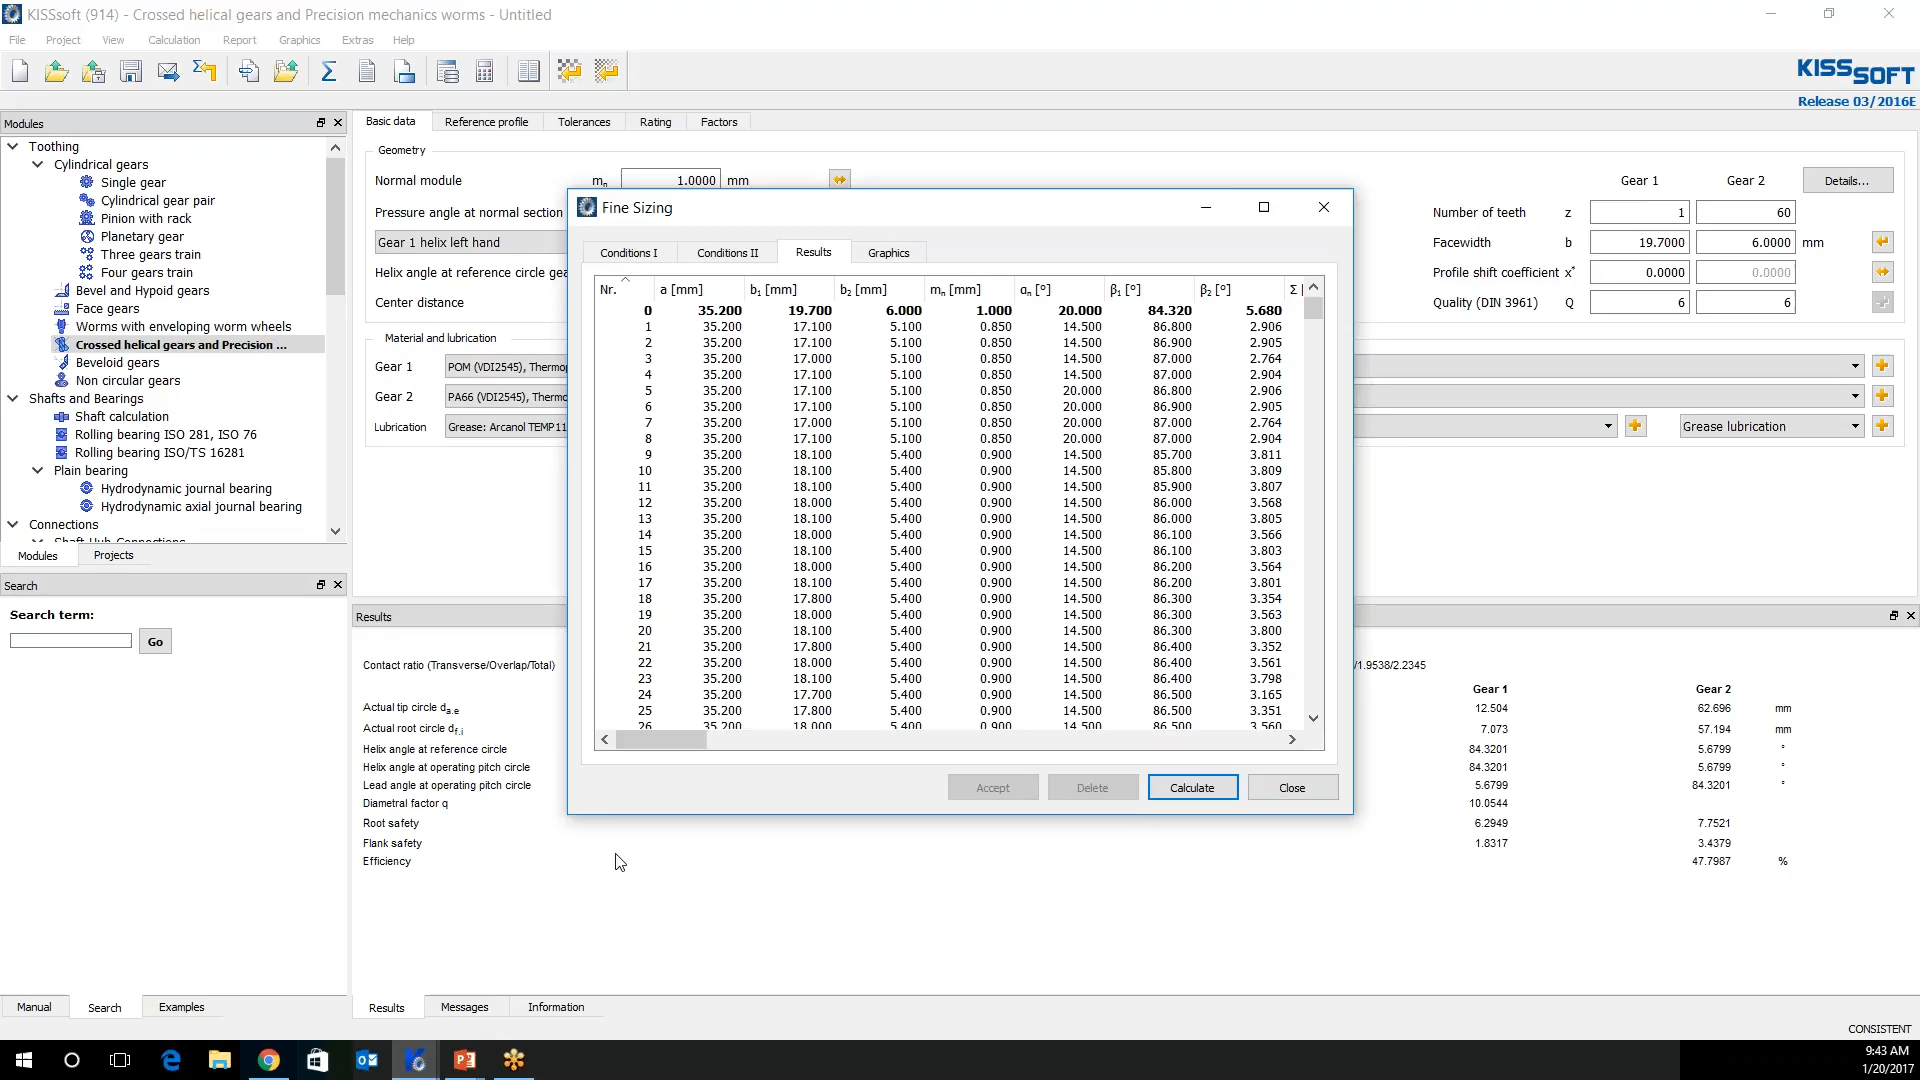 KISSsoft (914) - Crossed helical gears and Precision mechanics worms - Untitled
File Project View Calculation Report Graphics Extras Help
KISSSOFT
Release 03/2016E
Modules
Toothing
Cylindrical gears
Single gear
Cylindrical gear pair
Pinion with rack
Planetary gear
Three gears train
Four gears train
Bevel and Hypoid gears
Face gears
Worms with enveloping worm wheels
Crossed helical gears and Precision ...
Beveloid gears
Non circular gears
Shafts and Bearings
Shaft calculation
Rolling bearing ISO 281, ISO 76
Rolling bearing ISO/TS 16281
Plain bearing
Hydrodynamic journal bearing
Hydrodynamic axial journal bearing
Connections
Shaft-Hub-Connections
Modules Projects
Search
Search term:
Go
Manual Search Examples
Basic data Reference profile Tolerances Rating Factors
Geometry
Normal module mn 1.0000 mm
Pressure angle at normal section
Gear 1 helix left hand
Helix angle at reference circle gea
Center distance
Gear 1 Gear 2 Details...
Number of teeth z 1 60
Facewidth b 19.7000 6.0000 mm
Profile shift coefficient x* 0.0000 0.0000
Quality (DIN 3961) Q 6 6
Material and lubrication
Gear 1 POM (VDI2545), Thermop
Gear 2 PA66 (VDI2545), Thermo
Lubrication Grease: Arcanol TEMP11
Grease lubrication
Fine Sizing
Conditions I Conditions II Results Graphics
Nr. a [mm] b₁ [mm] b₂ [mm] mn [mm] αn [°] β₁ [°] β₂ [°] Σ [
0 35.200 19.700 6.000 1.000 20.000 84.320 5.680
1 35.200 17.100 5.100 0.850 14.500 86.800 2.906
2 35.200 17.100 5.100 0.850 14.500 86.900 2.905
3 35.200 17.000 5.100 0.850 14.500 87.000 2.764
4 35.200 17.100 5.100 0.850 14.500 87.000 2.904
5 35.200 17.100 5.100 0.850 20.000 86.800 2.906
6 35.200 17.100 5.100 0.850 20.000 86.900 2.905
7 35.200 17.000 5.100 0.850 20.000 87.000 2.764
8 35.200 17.100 5.100 0.850 20.000 87.000 2.904
9 35.200 18.100 5.400 0.900 14.500 85.700 3.811
10 35.200 18.100 5.400 0.900 14.500 85.800 3.809
11 35.200 18.100 5.400 0.900 14.500 85.900 3.807
12 35.200 18.000 5.400 0.900 14.500 86.000 3.568
13 35.200 18.100 5.400 0.900 14.500 86.000 3.805
14 35.200 18.000 5.400 0.900 14.500 86.100 3.566
15 35.200 18.100 5.400 0.900 14.500 86.100 3.803
16 35.200 18.000 5.400 0.900 14.500 86.200 3.564
17 35.200 18.100 5.400 0.900 14.500 86.200 3.801
18 35.200 17.800 5.400 0.900 14.500 86.300 3.354
19 35.200 18.000 5.400 0.900 14.500 86.300 3.563
20 35.200 18.100 5.400 0.900 14.500 86.300 3.800
21 35.200 17.800 5.400 0.900 14.500 86.400 3.352
22 35.200 18.000 5.400 0.900 14.500 86.400 3.561
23 35.200 18.100 5.400 0.900 14.500 86.400 3.798
24 35.200 17.700 5.400 0.900 14.500 86.500 3.165
25 35.200 17.800 5.400 0.900 14.500 86.500 3.351
26 35.200 18.000 5.400 0.900 14.500 86.500 3.560
Accept Delete Calculate Close
Results
Contact ratio (Transverse/Overlap/Total) /1.9538/2.2345
Gear 1 Gear 2
Actual tip circle da.e 12.504 62.696 mm
Actual root circle df.i 7.073 57.194 mm
Helix angle at reference circle 84.3201 5.6799 °
Helix angle at operating pitch circle 84.3201 5.6799 °
Lead angle at operating pitch circle 5.6799 84.3201 °
Diametral factor q 10.0544
Root safety 6.2949 7.7521
Flank safety 1.8317 3.4379
Efficiency 47.7987 %
Results Messages Information
CONSISTENT
9:43 AM
1/20/2017